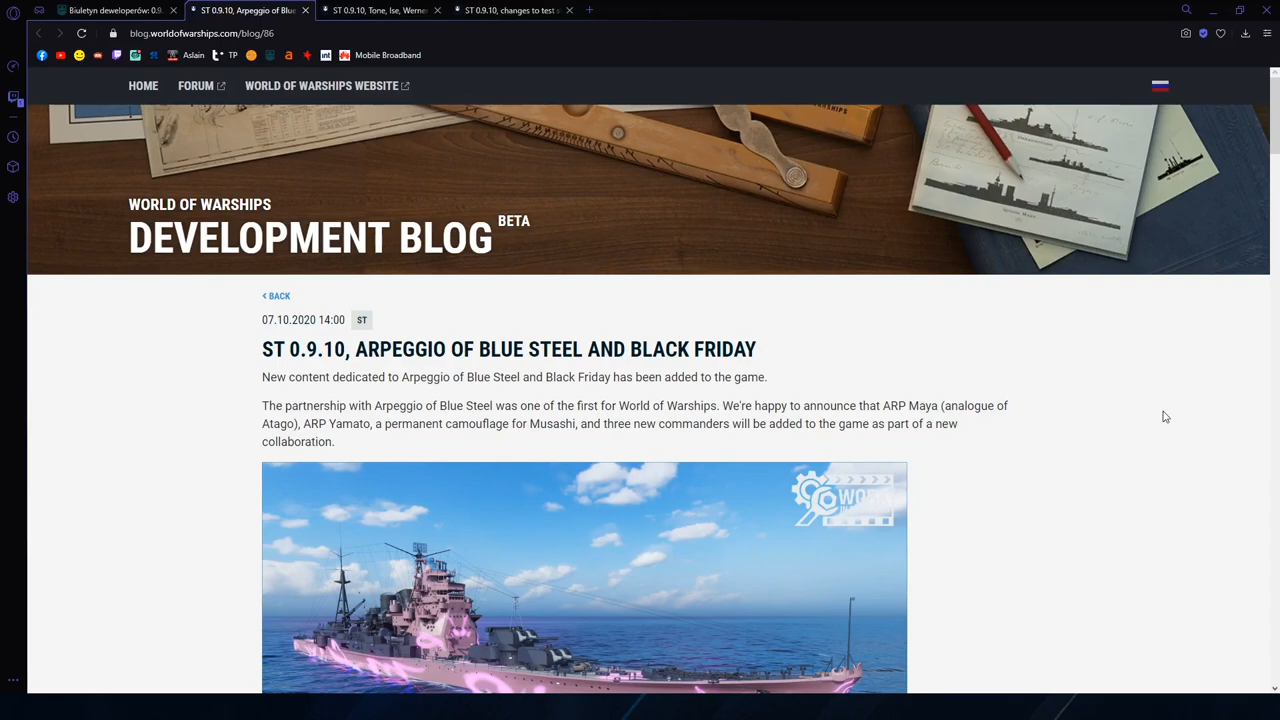 Biuletyn deweloperów: 0.9.
ST 0.9.10, Arpeggio of Blue
ST 0.9.10, Tone, Ise, Werner
ST 0.9.10, changes to test s
blog.worldofwarships.com/blog/86
Aslain
TP
int
Mobile Broadband
HOME
FORUM
WORLD OF WARSHIPS WEBSITE
WORLD OF WARSHIPS
DEVELOPMENT BLOG BETA
BACK
07.10.2020 14:00 ST
ST 0.9.10, ARPEGGIO OF BLUE STEEL AND BLACK FRIDAY
New content dedicated to Arpeggio of Blue Steel and Black Friday has been added to the game.
The partnership with Arpeggio of Blue Steel was one of the first for World of Warships. We're happy to announce that ARP Maya (analogue of
Atago), ARP Yamato, a permanent camouflage for Musashi, and three new commanders will be added to the game as part of a new
collaboration.